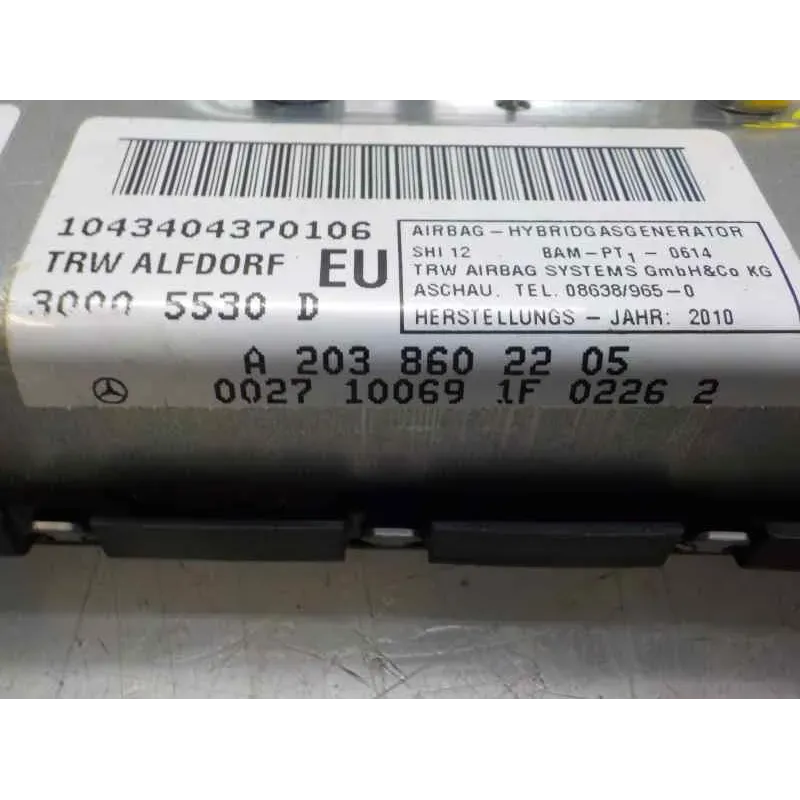 1043404370106
TRW ALFDORF EU
5530 D
AIRBAG – HYBRIDGASGENERATOR
SHI 12 BAM–PT1 – 0614
TRW AIRBAG SYSTEMS GmbH&Co KG
ASCHAU. TEL. 08638/965–0
HERSTELLUNGS – JAHR: 2010
A 203 860 22 05
0027 10069 1F 0226 2